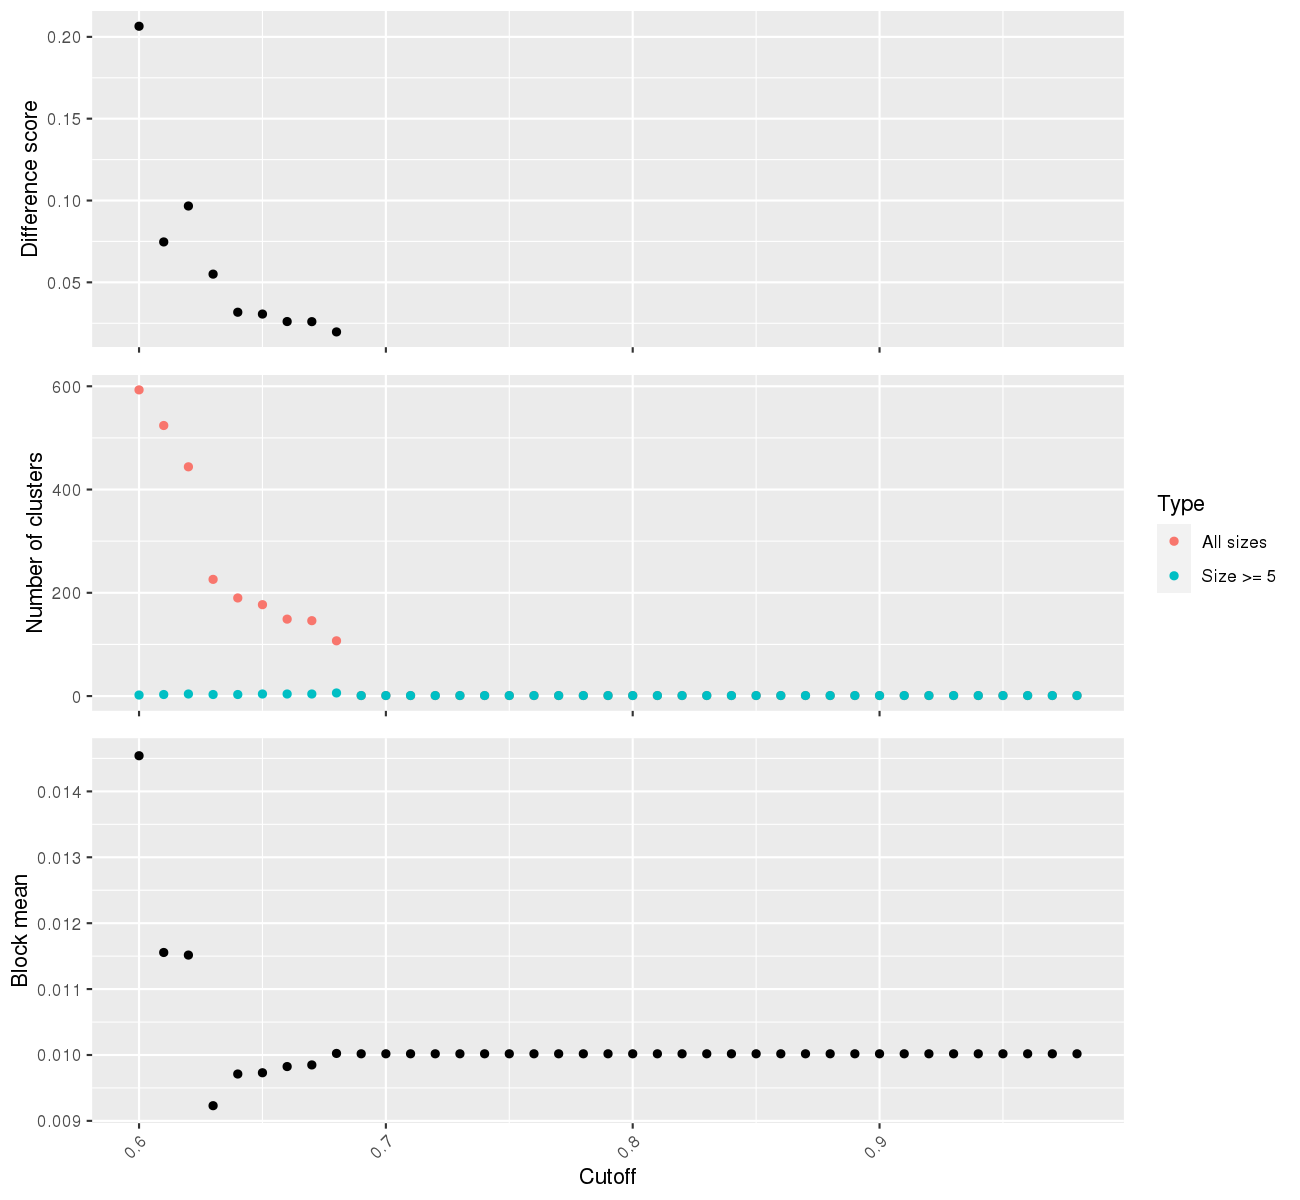 Difference score
0.20
0.15
0.10
0.05
Number of clusters
600
400
200
0
Type
All sizes
Size >= 5
Block mean
0.014
0.013
0.012
0.011
0.010
0.009
0.6
0.7
0.8
0.9
Cutoff